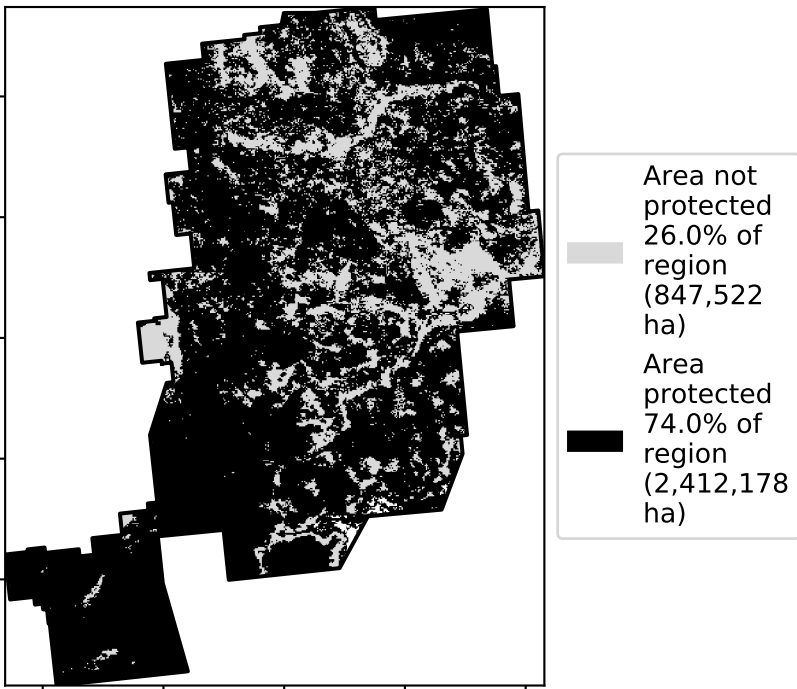 Area not
protected
26.0% of
region
(847,522
ha)
Area
protected
74.0% of
region
(2,412,178
ha)